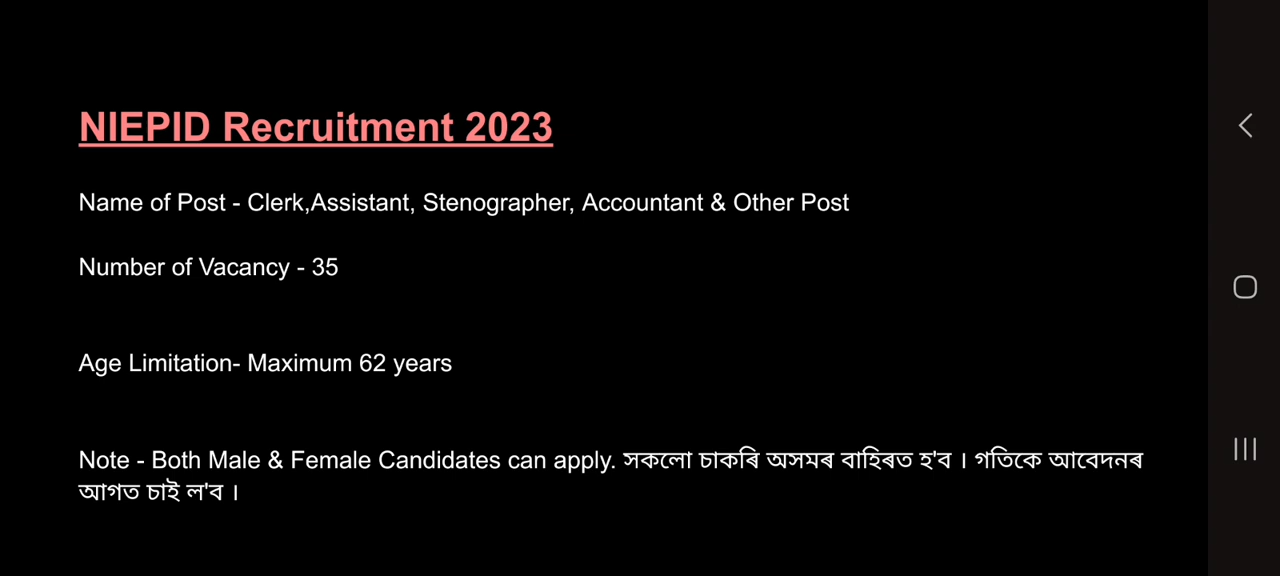 NIEPID Recruitment 2023
Name of Post - Clerk,Assistant, Stenographer, Accountant & Other Post
Number of Vacancy - 35
Age Limitation- Maximum 62 years
Note - Both Male & Female Candidates can apply. সকলো চাকৰি অসমৰ বাহিৰত হ'ব । গতিকে আবেদনৰ
আগত চাই ল'ব ।